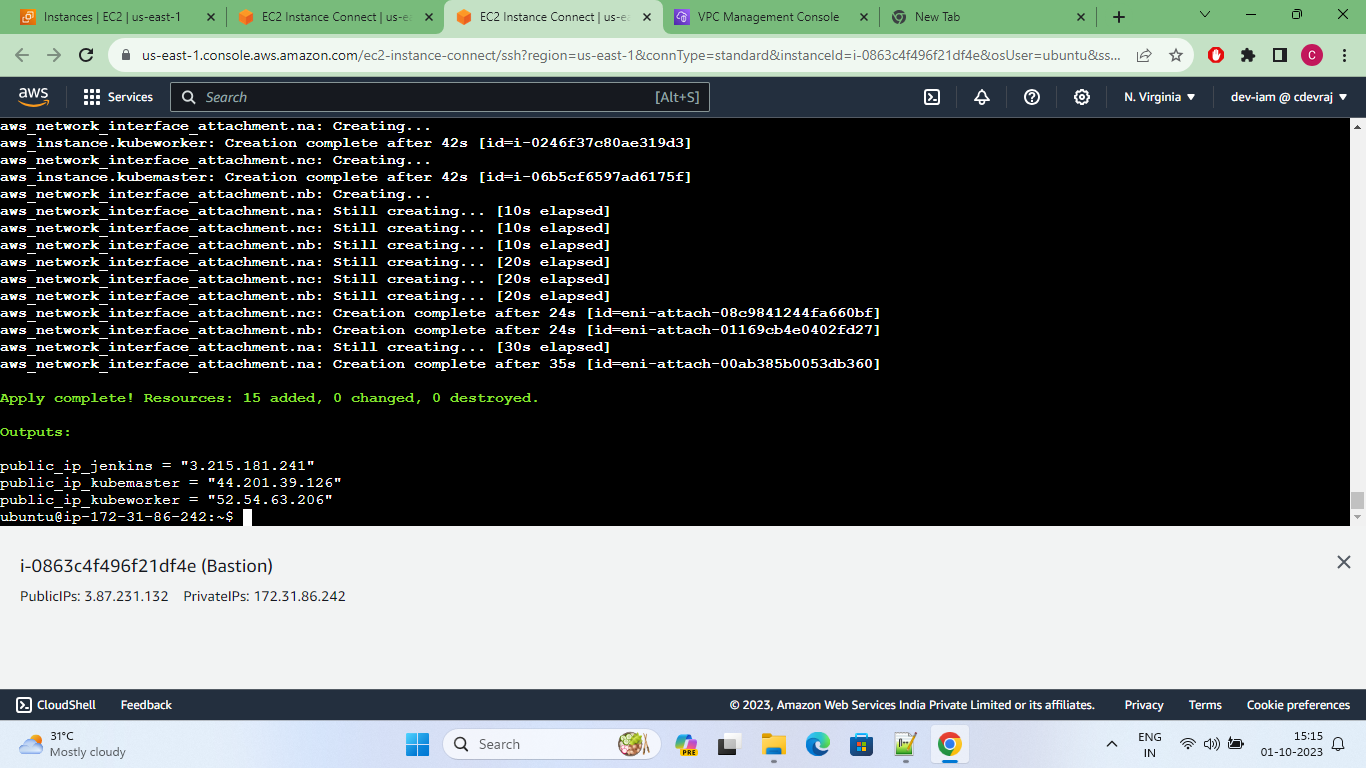 Instances | EC2 | us-east-1
EC2 Instance Connect | us-ea
EC2 Instance Connect | us-ea
VPC Management Console
New Tab
us-east-1.console.aws.amazon.com/ec2-instance-connect/ssh?region=us-east-1&connType=standard&instanceId=i-0863c4f496f21df4e&osUser=ubuntu&ss...
C
aws
Services
Search
[Alt+S]
N. Virginia
dev-iam @ cdevraj
aws_network_interface_attachment.na: Creating...
aws_instance.kubeworker: Creation complete after 42s [id=i-0246f37c80ae319d3]
aws_network_interface_attachment.nc: Creating...
aws_instance.kubemaster: Creation complete after 42s [id=i-06b5cf6597ad6175f]
aws_network_interface_attachment.nb: Creating...
aws_network_interface_attachment.na: Still creating... [10s elapsed]
aws_network_interface_attachment.nc: Still creating... [10s elapsed]
aws_network_interface_attachment.nb: Still creating... [10s elapsed]
aws_network_interface_attachment.na: Still creating... [20s elapsed]
aws_network_interface_attachment.nc: Still creating... [20s elapsed]
aws_network_interface_attachment.nb: Still creating... [20s elapsed]
aws_network_interface_attachment.nc: Creation complete after 24s [id=eni-attach-08c9841244fa660bf]
aws_network_interface_attachment.nb: Creation complete after 24s [id=eni-attach-01169cb4e0402fd27]
aws_network_interface_attachment.na: Still creating... [30s elapsed]
aws_network_interface_attachment.na: Creation complete after 35s [id=eni-attach-00ab385b0053db360]
Apply complete! Resources: 15 added, 0 changed, 0 destroyed.
Outputs:
public_ip_jenkins = "3.215.181.241"
public_ip_kubemaster = "44.201.39.126"
public_ip_kubeworker = "52.54.63.206"
ubuntu@ip-172-31-86-242:~$
i-0863c4f496f21df4e (Bastion)
PublicIPs: 3.87.231.132 PrivateIPs: 172.31.86.242
CloudShell
Feedback
© 2023, Amazon Web Services India Private Limited or its affiliates.
Privacy
Terms
Cookie preferences
31°C
Mostly cloudy
Search
PRE
ENG
IN
15:15
01-10-2023